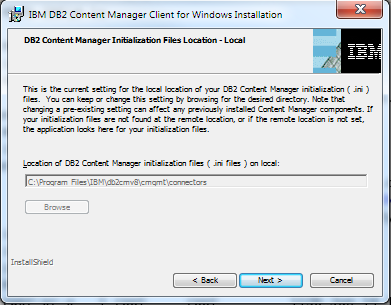 IBM DB2 Content Manager Client for Windows Installation
DB2 Content Manager Initialization Files Location - Local
IBM
This is the current setting for the local location of your DB2 Content Manager initialization ( .ini )
files. You can keep or change this setting by browsing for the desired directory. Note that
changing a pre-existing setting can affect any previously installed Content Manager components. If
your initialization files are not found at the remote location, or if the remote location is not set,
the application looks here for your initialization files.
Location of DB2 Content Manager initialization files ( .ini files ) on local:
C:\Program Files\IBM\db2cmv8\cmgmt\connectors
Browse
InstallShield
< Back
Next >
Cancel